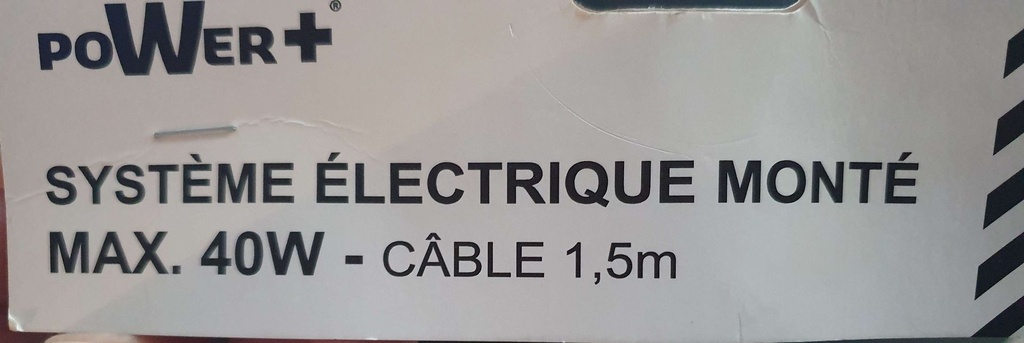 POWER+®
SYSTÈME ÉLECTRIQUE MONTÉ
MAX. 40W - CÂBLE 1,5m